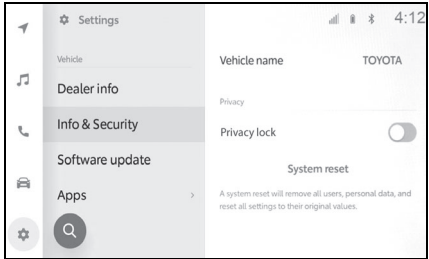 Settings
4:12
Vehicle
Dealer info
Info & Security
Software update
Apps
Vehicle name TOYOTA
Privacy
Privacy lock
System reset
A system reset will remove all users, personal data, and
reset all settings to their original values.